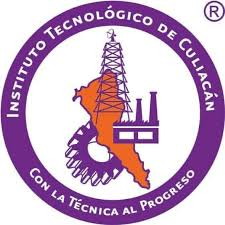 ®
INSTITUTO TECNOLÓGICO DE CULIACÁN
CON LA TÉCNICA AL PROGRESO